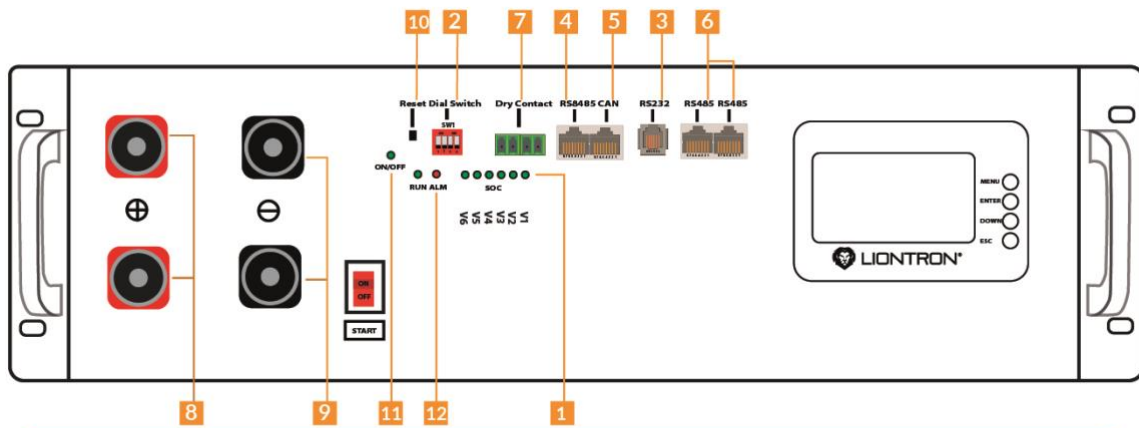 10 2 7 4 5 3 6
Reset Dial Switch Dry Contact RS8485 CAN RS232 RS485 RS485
SW1
ON/OFF
RUN ALM SOC
V6 V5 V4 V3 V2 V1
MENU
ENTER
DOWN
ESC
LIONTRON®
ON
OFF
START
8 9 11 12 1